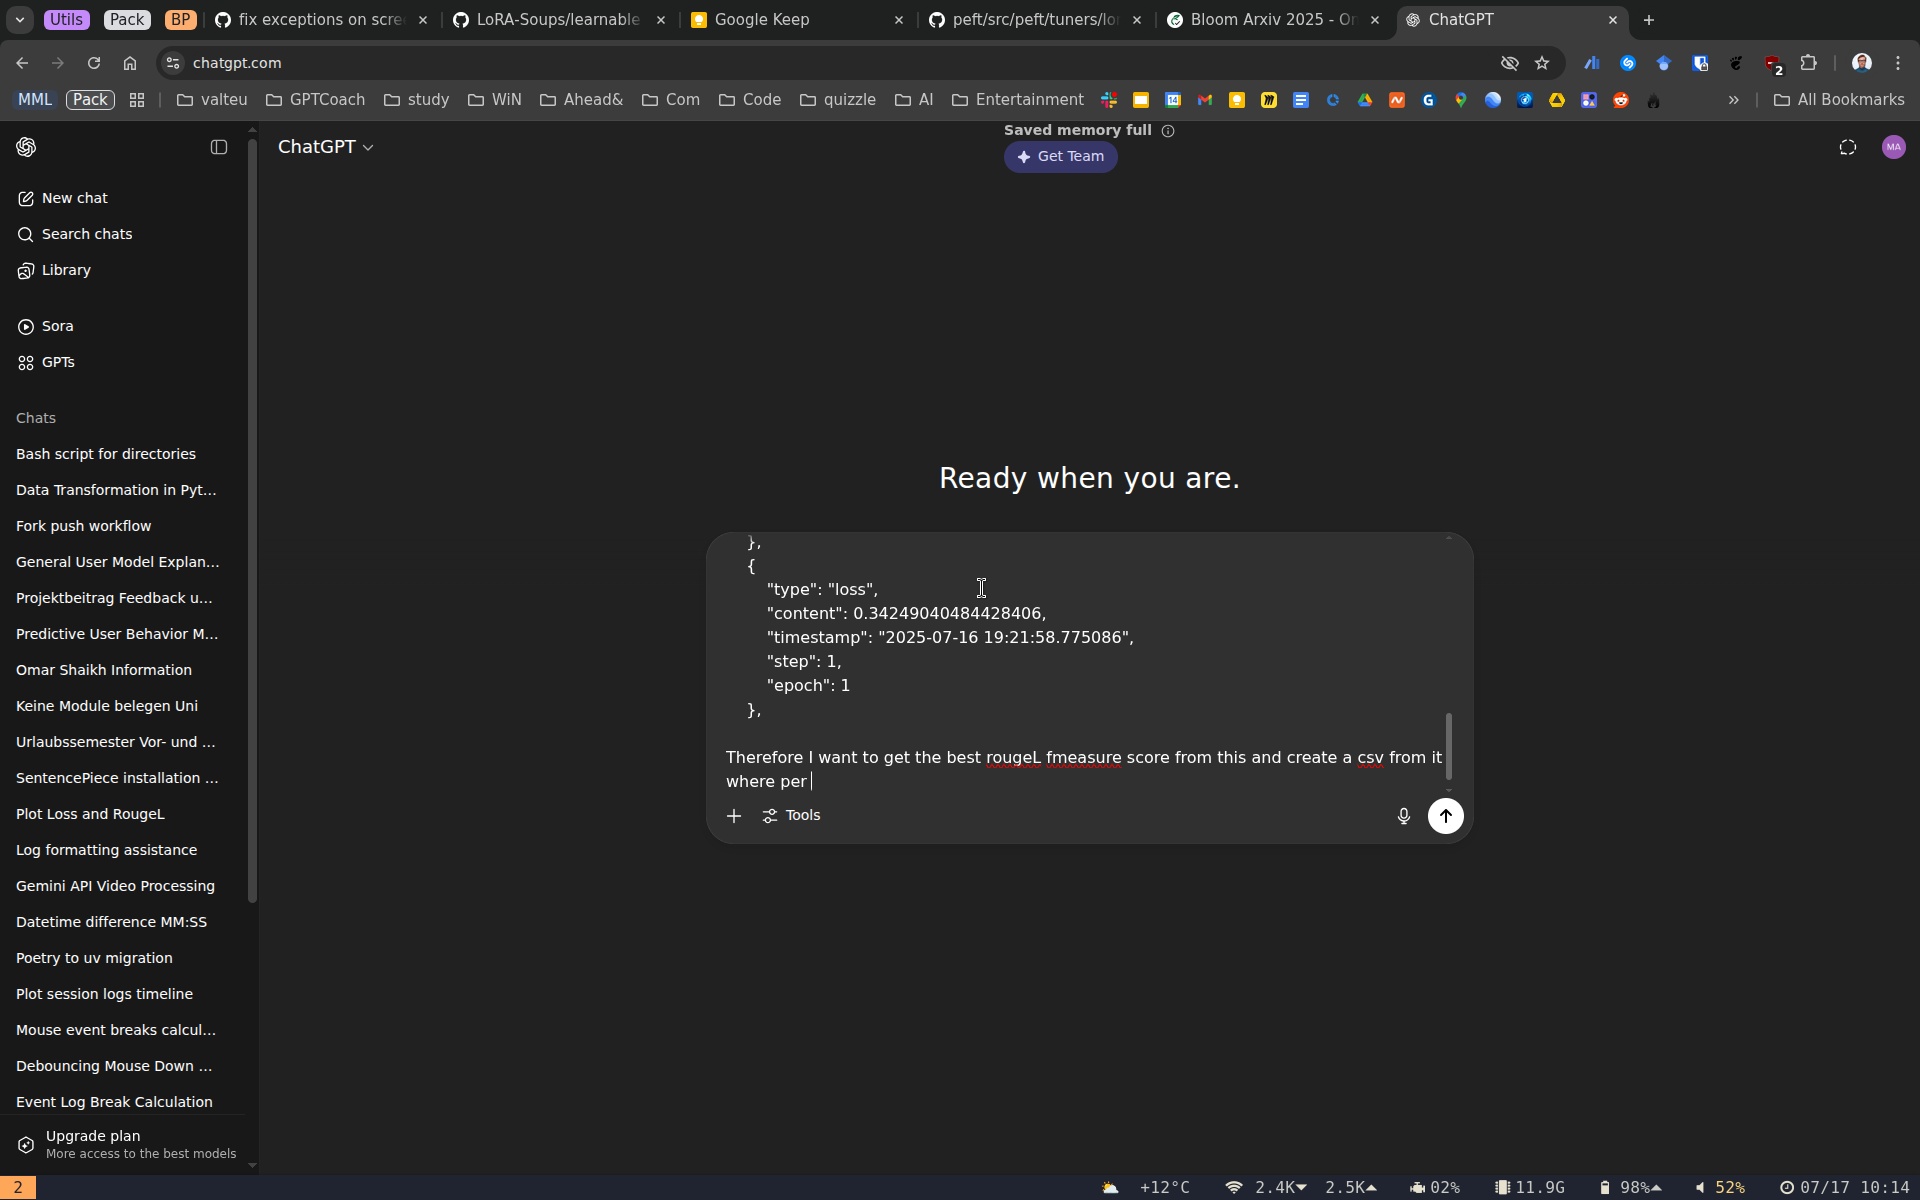 Utils
Pack
BP
fix exceptions on scre
LoRA-Soups/learnable
Google Keep
peft/src/peft/tuners/lo
Bloom Arxiv 2025 - On
ChatGPT
chatgpt.com
2
MML
Pack
valteu
GPTCoach
study
WiN
Ahead&
Com
Code
quizzle
AI
Entertainment
All Bookmarks
Saved memory full
ChatGPT
Get Team
MA
New chat
Search chats
Library
Sora
GPTs
Chats
Bash script for directories
Data Transformation in Pyt...
Fork push workflow
General User Model Explan...
Projektbeitrag Feedback u...
Predictive User Behavior M...
Omar Shaikh Information
Keine Module belegen Uni
Urlaubssemester Vor- und ...
SentencePiece installation ...
Plot Loss and RougeL
Log formatting assistance
Gemini API Video Processing
Datetime difference MM:SS
Poetry to uv migration
Plot session logs timeline
Mouse event breaks calcul...
Debouncing Mouse Down ...
Event Log Break Calculation
Upgrade plan
More access to the best models
Ready when you are.
},
{
"type": "loss",
"content": 0.34249040484428406,
"timestamp": "2025-07-16 19:21:58.775086",
"step": 1,
"epoch": 1
},
Therefore I want to get the best rougeL fmeasure score from this and create a csv from it
where per
Tools
2
+12°C
2.4K
2.5K
02%
11.9G
98%
52%
07/17 10:14